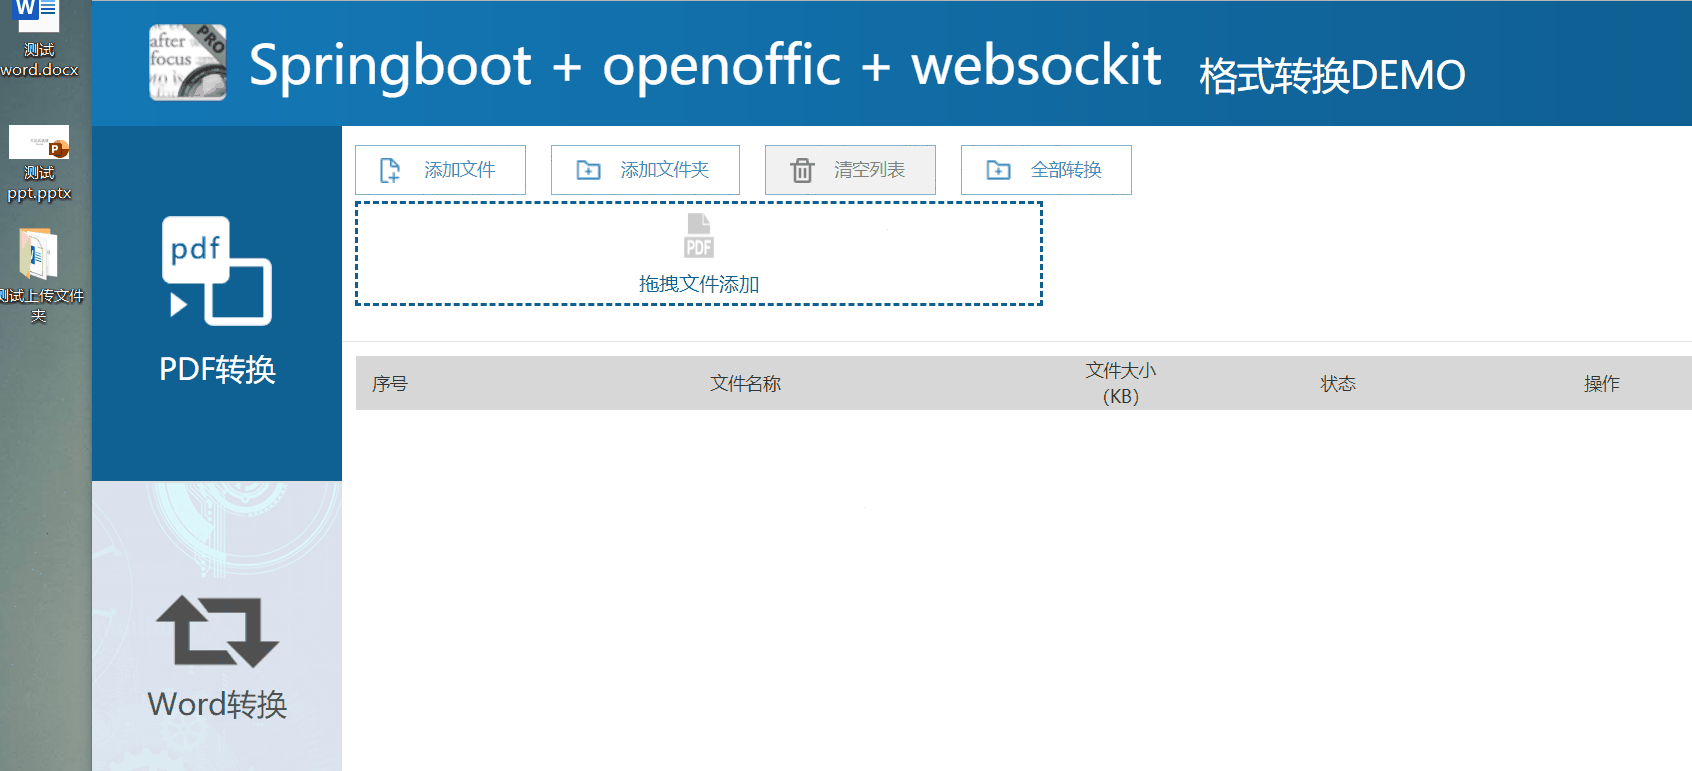 测试
word.docx
测试
ppt.pptx
测试上传文件
夹
after
focus
to is
PRO
Springboot + openoffic + websockit 格式转换DEMO
pdf
PDF转换
Word转换
添加文件
添加文件夹
清空列表
全部转换
PDF
拖拽文件添加
序号
文件名称
文件大小
（KB）
状态
操作